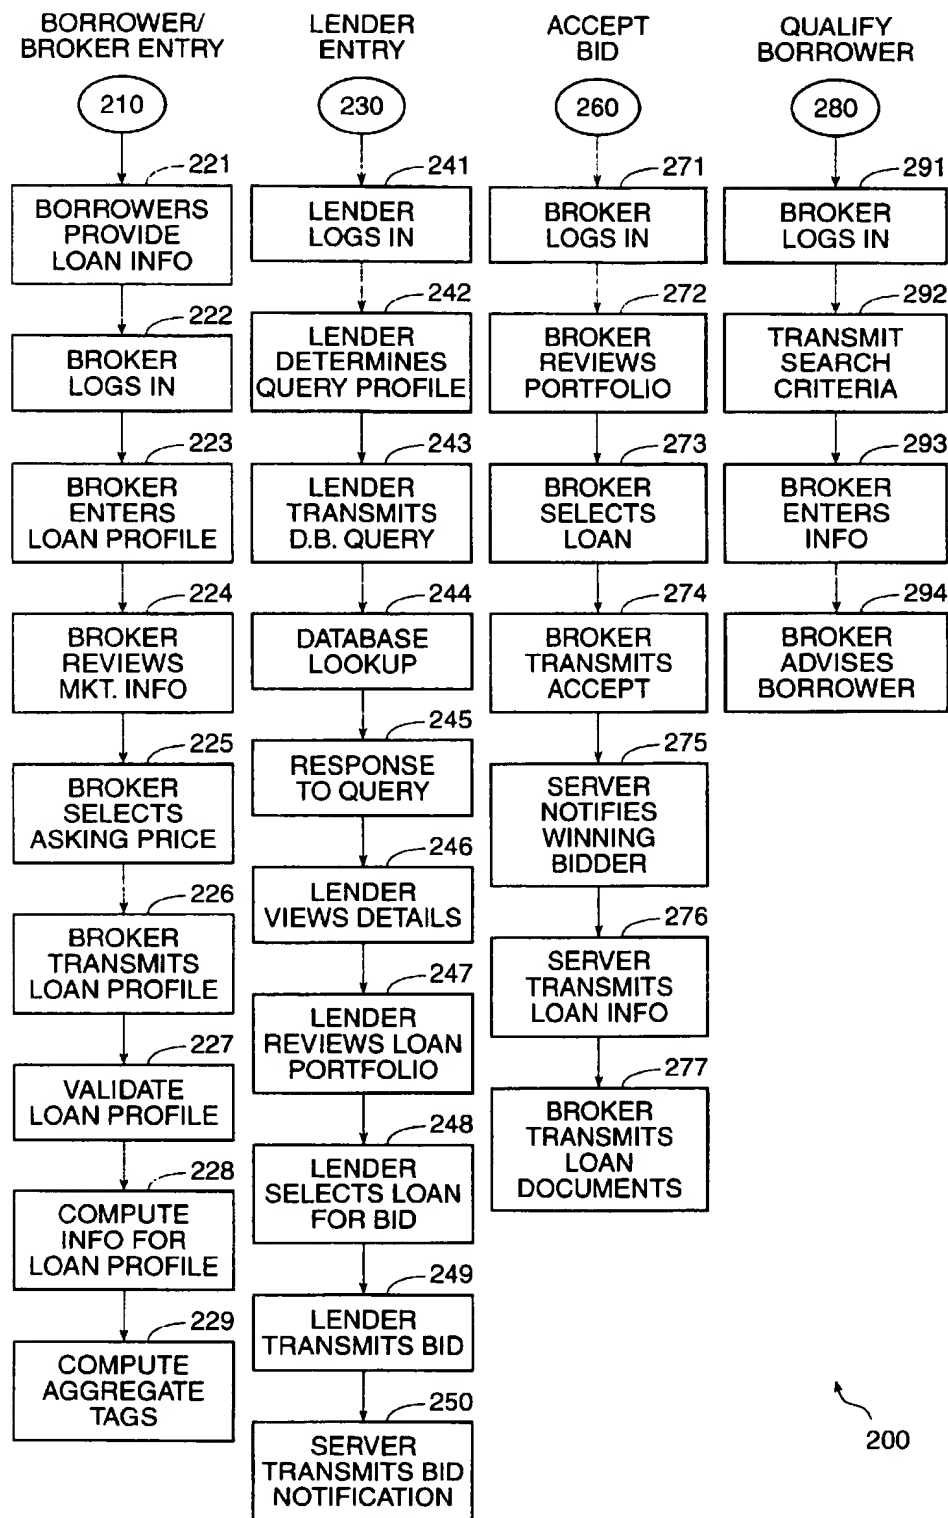 BORROWER/
BROKER ENTRY
210
221
BORROWERS
PROVIDE
LOAN INFO
222
BROKER
LOGS IN
223
BROKER
ENTERS
LOAN PROFILE
224
BROKER
REVIEWS
MKT. INFO
225
BROKER
SELECTS
ASKING PRICE
226
BROKER
TRANSMITS
LOAN PROFILE
227
VALIDATE
LOAN PROFILE
228
COMPUTE
INFO FOR
LOAN PROFILE
229
COMPUTE
AGGREGATE
TAGS
LENDER
ENTRY
230
241
LENDER
LOGS IN
242
LENDER
DETERMINES
QUERY PROFILE
243
LENDER
TRANSMITS
D.B. QUERY
244
DATABASE
LOOKUP
245
RESPONSE
TO QUERY
246
LENDER
VIEWS DETAILS
247
LENDER
REVIEWS LOAN
PORTFOLIO
248
LENDER
SELECTS LOAN
FOR BID
249
LENDER
TRANSMITS BID
250
SERVER
TRANSMITS BID
NOTIFICATION
ACCEPT
BID
260
271
BROKER
LOGS IN
272
BROKER
REVIEWS
PORTFOLIO
273
BROKER
SELECTS
LOAN
274
BROKER
TRANSMITS
ACCEPT
275
SERVER
NOTIFIES
WINNING
BIDDER
276
SERVER
TRANSMITS
LOAN INFO
277
BROKER
TRANSMITS
LOAN
DOCUMENTS
QUALIFY
BORROWER
280
291
BROKER
LOGS IN
292
TRANSMIT
SEARCH
CRITERIA
293
BROKER
ENTERS
INFO
294
BROKER
ADVISES
BORROWER
200